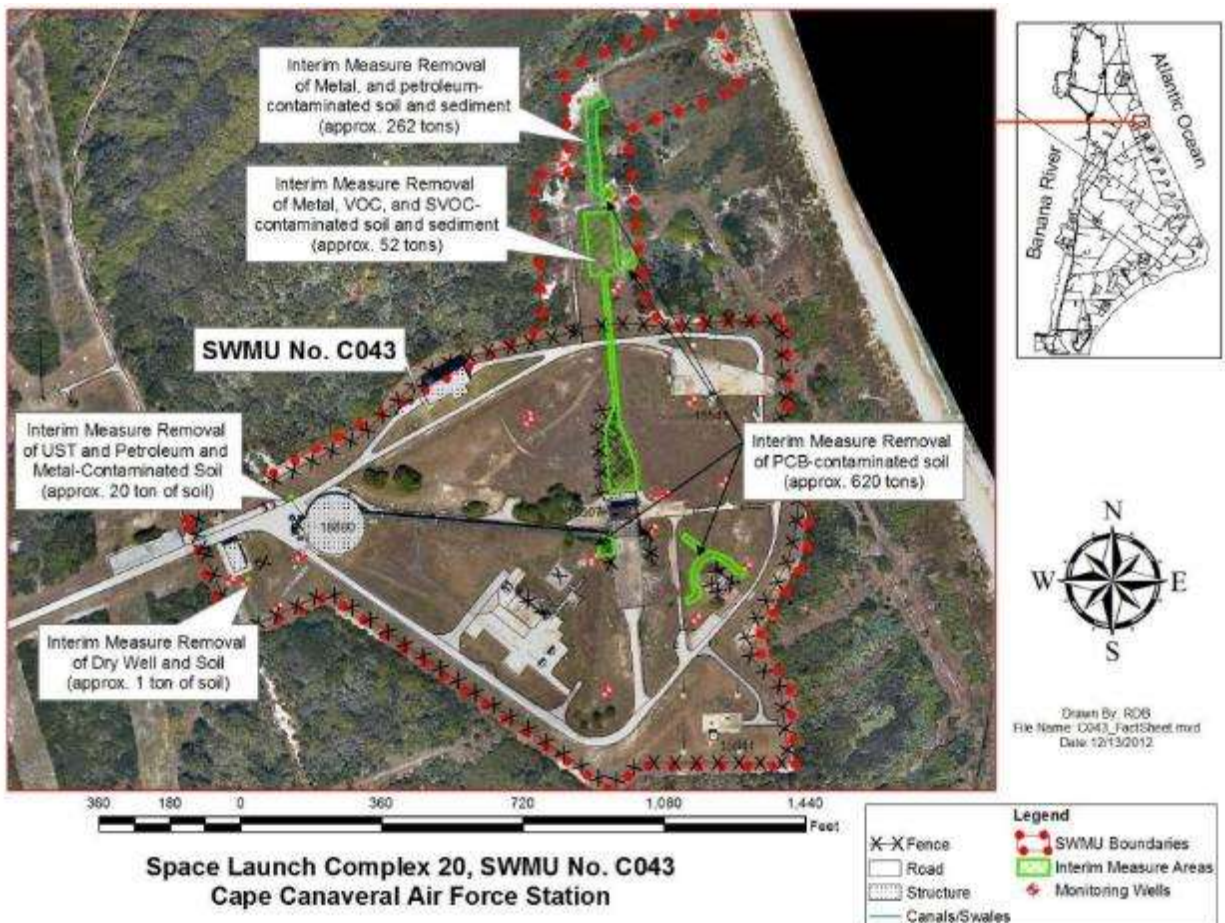 Interim Measure Removal
of Metal, and petroleum-
contaminated soil and sediment
(approx. 262 tons)
Interim Measure Removal
of Metal, VOC, and SVOC-
contaminated soil and sediment
(approx. 52 tons)
SWMU No. C043
Interim Measure Removal
of UST and Petroleum and
Metal-Contaminated Soil
(approx. 20 ton of soil)
Interim Measure Removal
of PCB-contaminated soil
(approx. 620 tons)
Interim Measure Removal
of Dry Well and Soil
(approx. 1 ton of soil)
Atlantic Ocean
Banana River
N
W E
S
Drawn By: RDB
File Name: C043_FactSheet.mxd
Date: 12/13/2012
360 180 0 360 720 1,080 1,440
Feet
Space Launch Complex 20, SWMU No. C043
Cape Canaveral Air Force Station
Legend
Fence
Road
Structure
Canals/Swales
SWMU Boundaries
Interim Measure Areas
Monitoring Wells